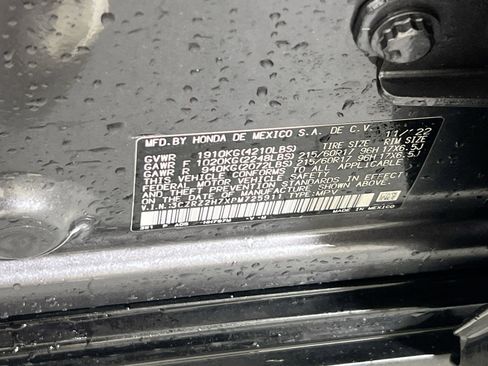 MFD. BY HONDA DE MEXICO S.A. DE C.V. 11/'22
GVWR 1910KG(4210LBS) TIRE SIZE RIM SIZE
GAWR F 1020KG(2248LBS) 215/60R17 96H 17X6.5J
GAWR R 940KG(2072LBS) 215/60R17 96H 17X6.5J
THIS VEHICLE CONFORMS TO ALL APPLICABLE
FEDERAL MOTOR VEHICLE SAFETY AND
THEFT PREVENTION STANDARDS IN EFFECT ON
THE DATE OF MANUFACTURE SHOWN ABOVE.
V.I.N: TYPE:
MADE IN MEXICO